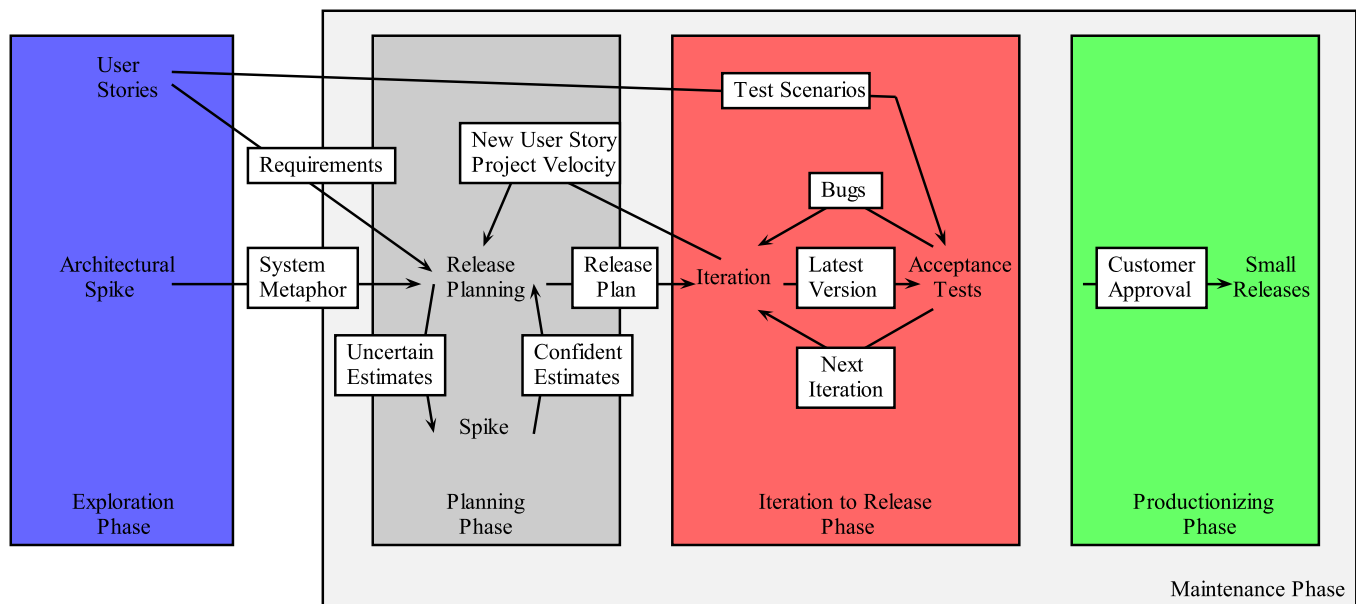 User
Stories
Test Scenarios
New User Story
Project Velocity
Requirements
Bugs
Architectural
Spike
System
Metaphor
Release
Planning
Release
Plan
Iteration
Latest
Version
Acceptance
Tests
Customer
Approval
Small
Releases
Uncertain
Estimates
Confident
Estimates
Next
Iteration
Spike
Exploration
Phase
Planning
Phase
Iteration to Release
Phase
Productionizing
Phase
Maintenance Phase